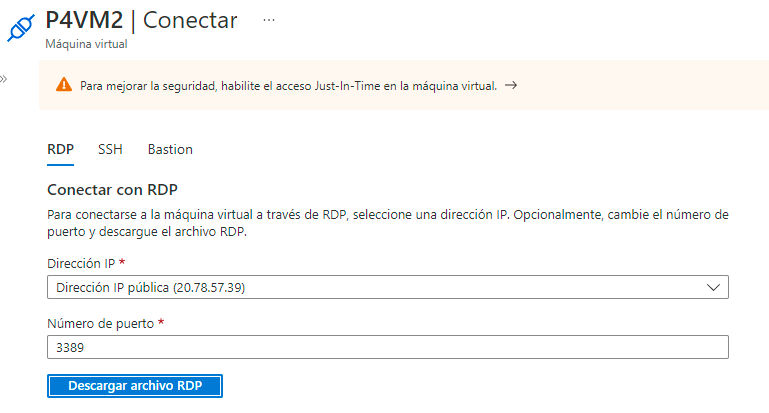 P4VM2 | Conectar ···
Máquina virtual
»
Para mejorar la seguridad, habilite el acceso Just-In-Time en la máquina virtual. →
RDP SSH Bastion
Conectar con RDP
Para conectarse a la máquina virtual a través de RDP, seleccione una dirección IP. Opcionalmente, cambie el número de
puerto y descargue el archivo RDP.
Dirección IP *
Dirección IP pública (20.78.57.39)
Número de puerto *
3389
Descargar archivo RDP